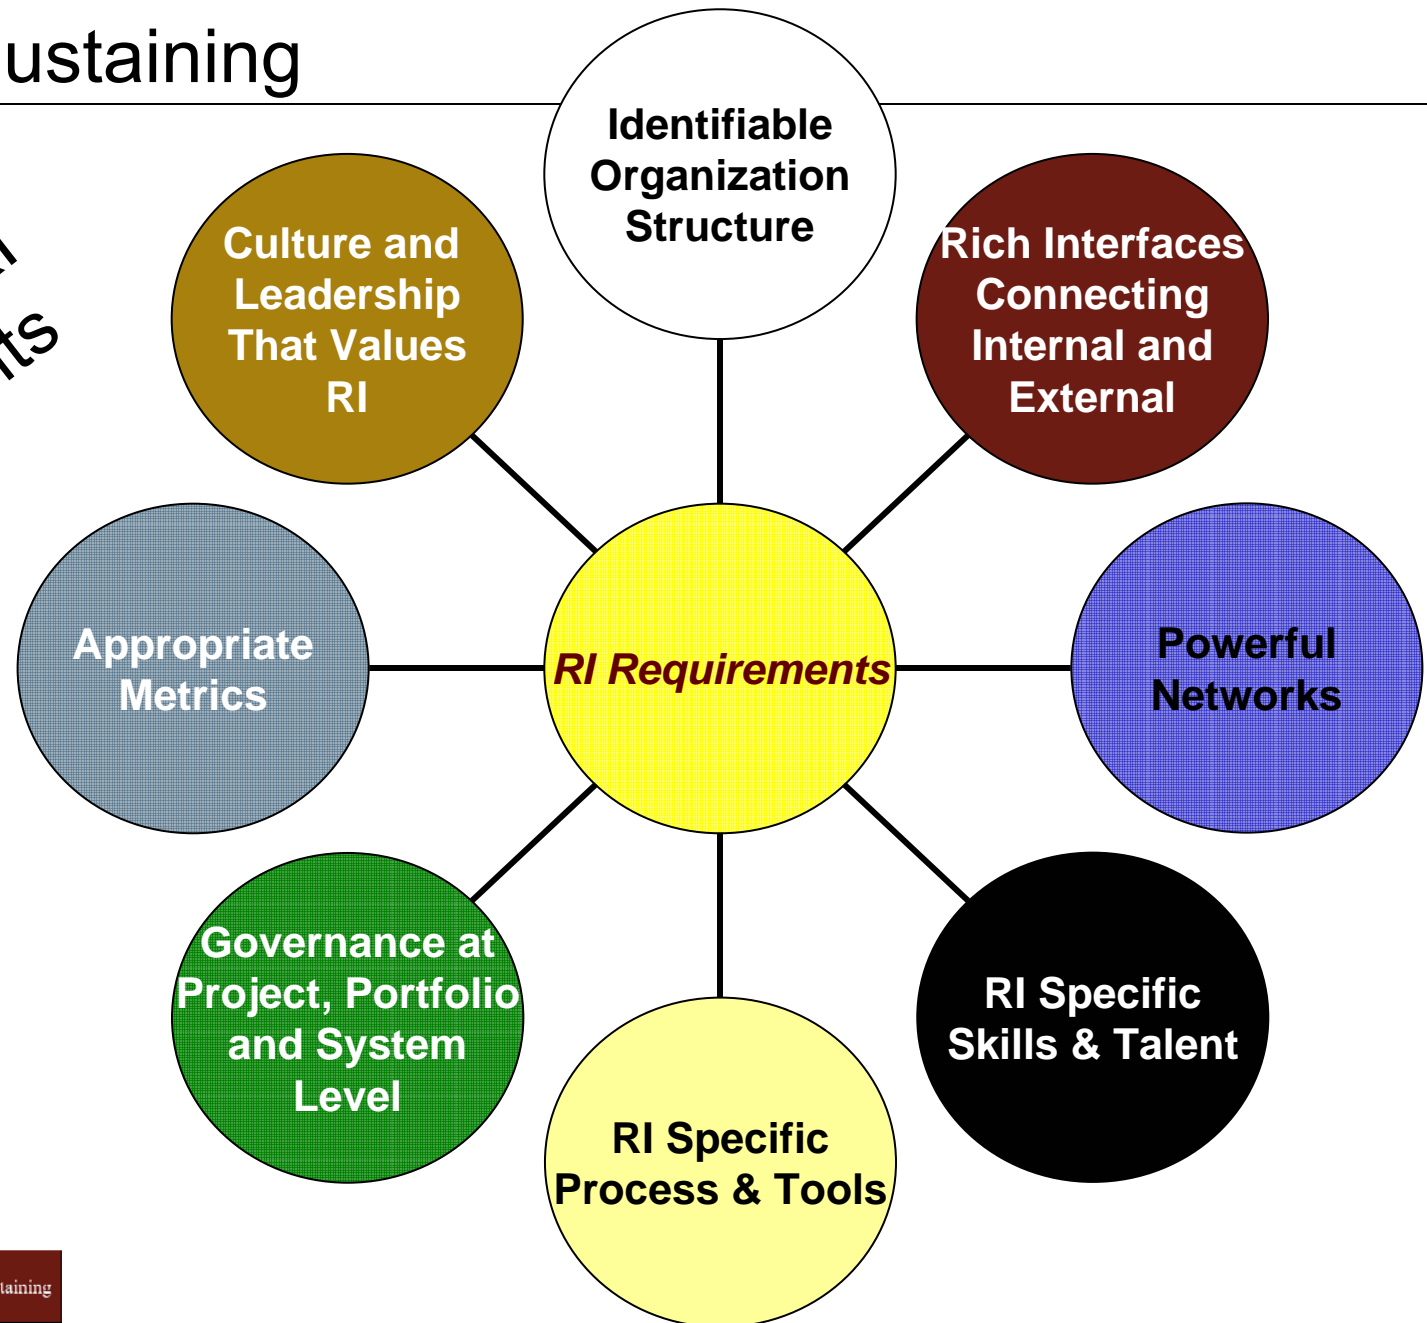 ustaining
Identifiable
Organization
Structure
Culture and
Leadership
That Values
RI
Rich Interfaces
Connecting
Internal and
External
Appropriate
Metrics
RI Requirements
Powerful
Networks
Governance at
Project, Portfolio
and System
Level
RI Specific
Skills & Talent
RI Specific
Process & Tools
taining